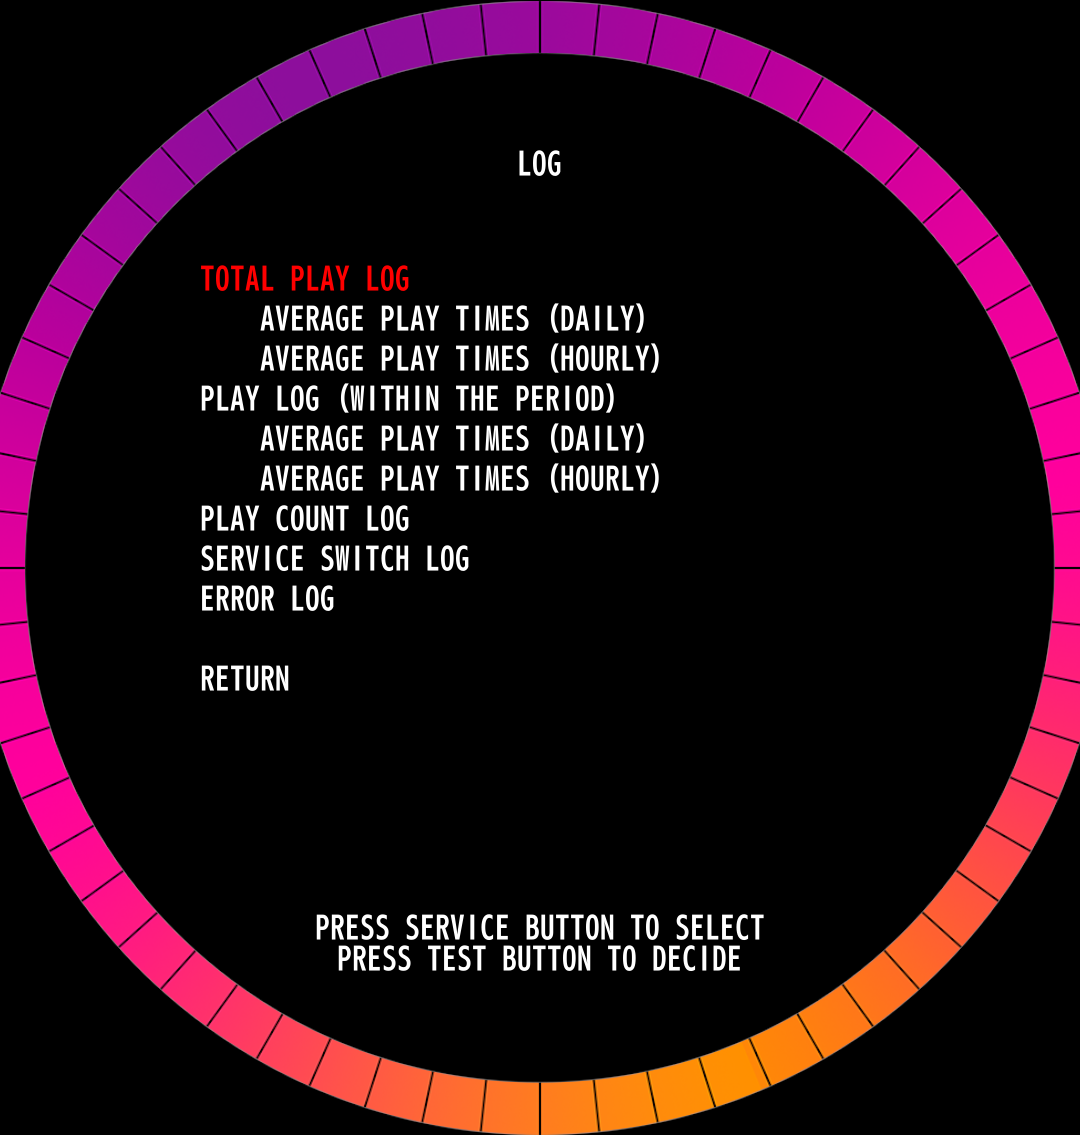 LOG
TOTAL PLAY LOG
AVERAGE PLAY TIMES (DAILY)
AVERAGE PLAY TIMES (HOURLY)
PLAY LOG (WITHIN THE PERIOD)
AVERAGE PLAY TIMES (DAILY)
AVERAGE PLAY TIMES (HOURLY)
PLAY COUNT LOG
SERVICE SWITCH LOG
ERROR LOG
RETURN
PRESS SERVICE BUTTON TO SELECT
PRESS TEST BUTTON TO DECIDE